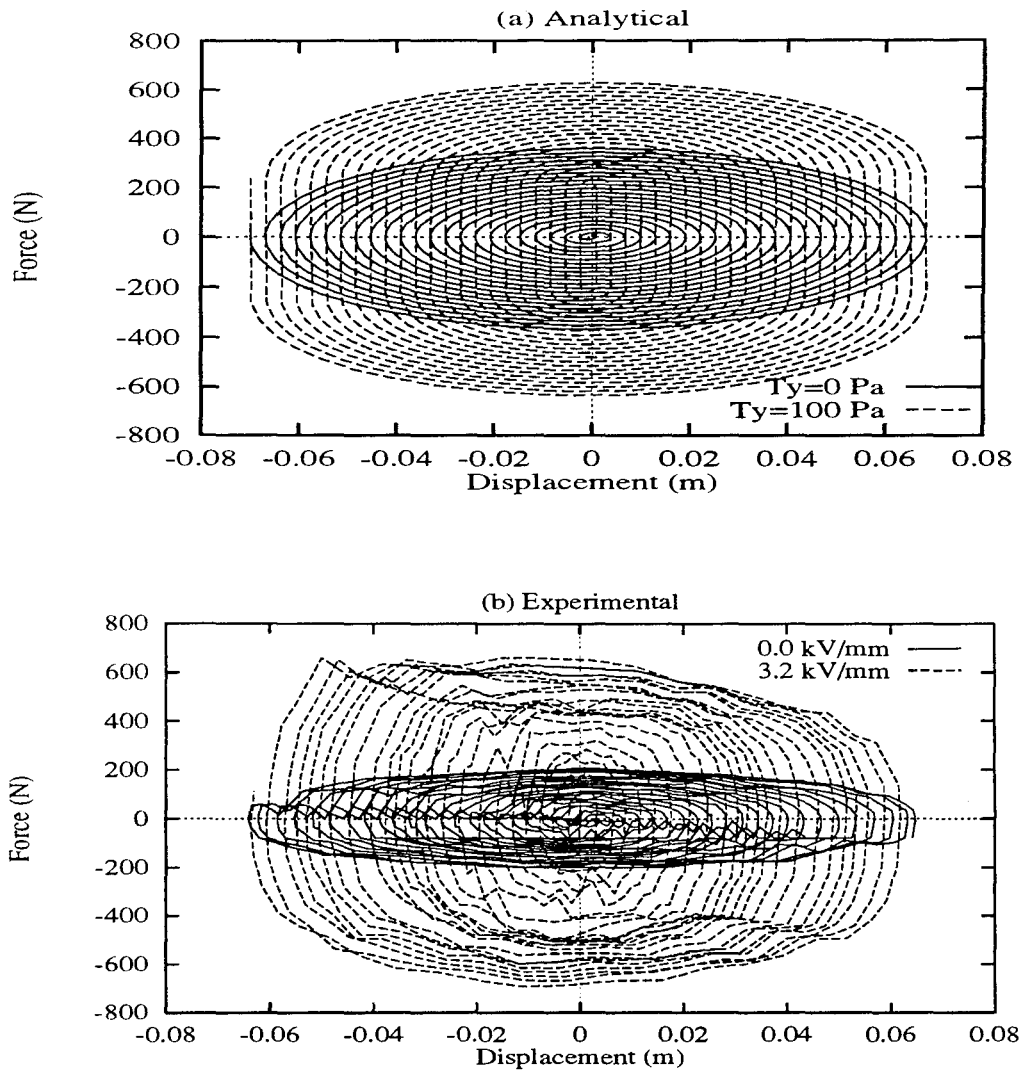 (a) Analytical
800
600
400
200
0
-200
-400
-600
-800
Force (N)
Ty=0 Pa
Ty=100 Pa
-0.08 -0.06 -0.04 -0.02 0 0.02 0.04 0.06 0.08
Displacement (m)
(b) Experimental
800
600
400
200
0
-200
-400
-600
-800
Force (N)
0.0 kV/mm
3.2 kV/mm
-0.08 -0.06 -0.04 -0.02 0 0.02 0.04 0.06 0.08
Displacement (m)